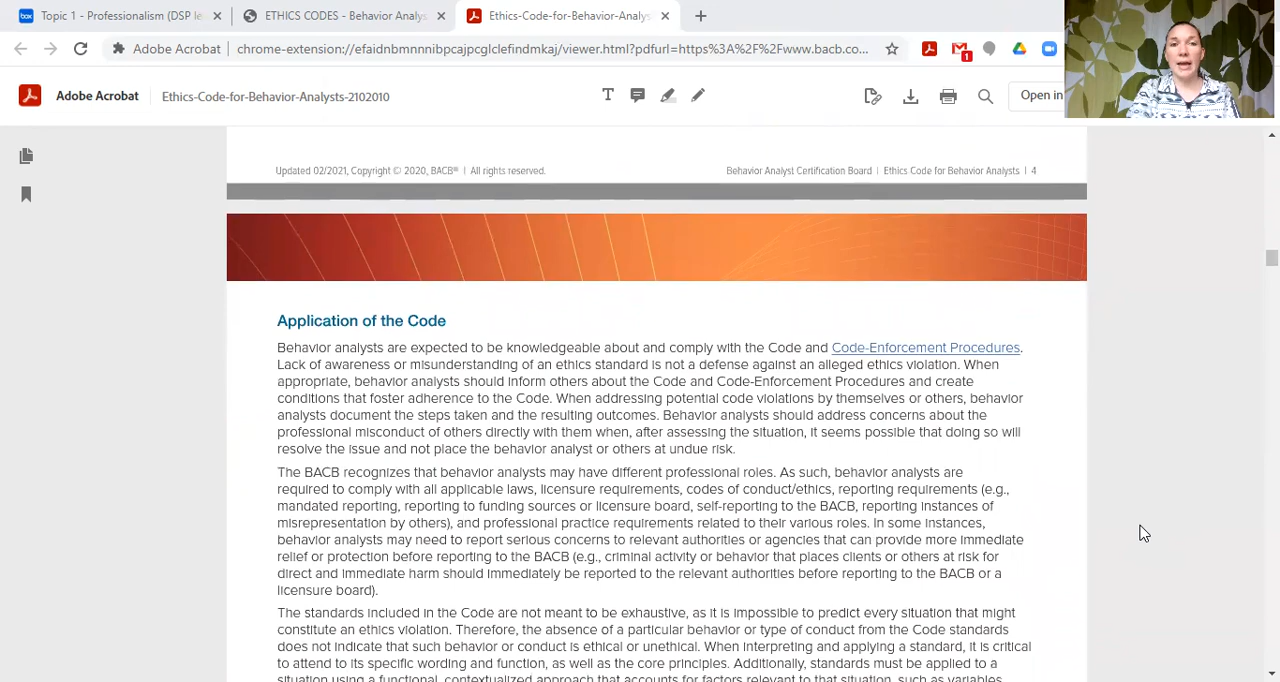 Topic 1 - Professionalism (DSP le
ETHICS CODES - Behavior Analys
Ethics-Code-for-Behavior-Analys
Adobe Acrobat
chrome-extension://efaidnbmnnnibpcajpcglclefindmkaj/viewer.html?pdfurl=https%3A%2F%2Fwww.bacb.co...
1
Adobe Acrobat
Ethics-Code-for-Behavior-Analysts-2102010
T
Open in
Updated 02/2021, Copyright © 2020, BACB® | All rights reserved.
Behavior Analyst Certification Board | Ethics Code for Behavior Analysts | 4
Application of the Code
Behavior analysts are expected to be knowledgeable about and comply with the Code and Code-Enforcement Procedures.
Lack of awareness or misunderstanding of an ethics standard is not a defense against an alleged ethics violation. When
appropriate, behavior analysts should inform others about the Code and Code-Enforcement Procedures and create
conditions that foster adherence to the Code. When addressing potential code violations by themselves or others, behavior
analysts document the steps taken and the resulting outcomes. Behavior analysts should address concerns about the
professional misconduct of others directly with them when, after assessing the situation, it seems possible that doing so will
resolve the issue and not place the behavior analyst or others at undue risk.
The BACB recognizes that behavior analysts may have different professional roles. As such, behavior analysts are
required to comply with all applicable laws, licensure requirements, codes of conduct/ethics, reporting requirements (e.g.,
mandated reporting, reporting to funding sources or licensure board, self-reporting to the BACB, reporting instances of
misrepresentation by others), and professional practice requirements related to their various roles. In some instances,
behavior analysts may need to report serious concerns to relevant authorities or agencies that can provide more immediate
relief or protection before reporting to the BACB (e.g., criminal activity or behavior that places clients or others at risk for
direct and immediate harm should immediately be reported to the relevant authorities before reporting to the BACB or a
licensure board).
The standards included in the Code are not meant to be exhaustive, as it is impossible to predict every situation that might
constitute an ethics violation. Therefore, the absence of a particular behavior or type of conduct from the Code standards
does not indicate that such behavior or conduct is ethical or unethical. When interpreting and applying a standard, it is critical
to attend to its specific wording and function, as well as the core principles. Additionally, standards must be applied to a
situation using a functional, contextualized approach that accounts for factors relevant to that situation, such as variables